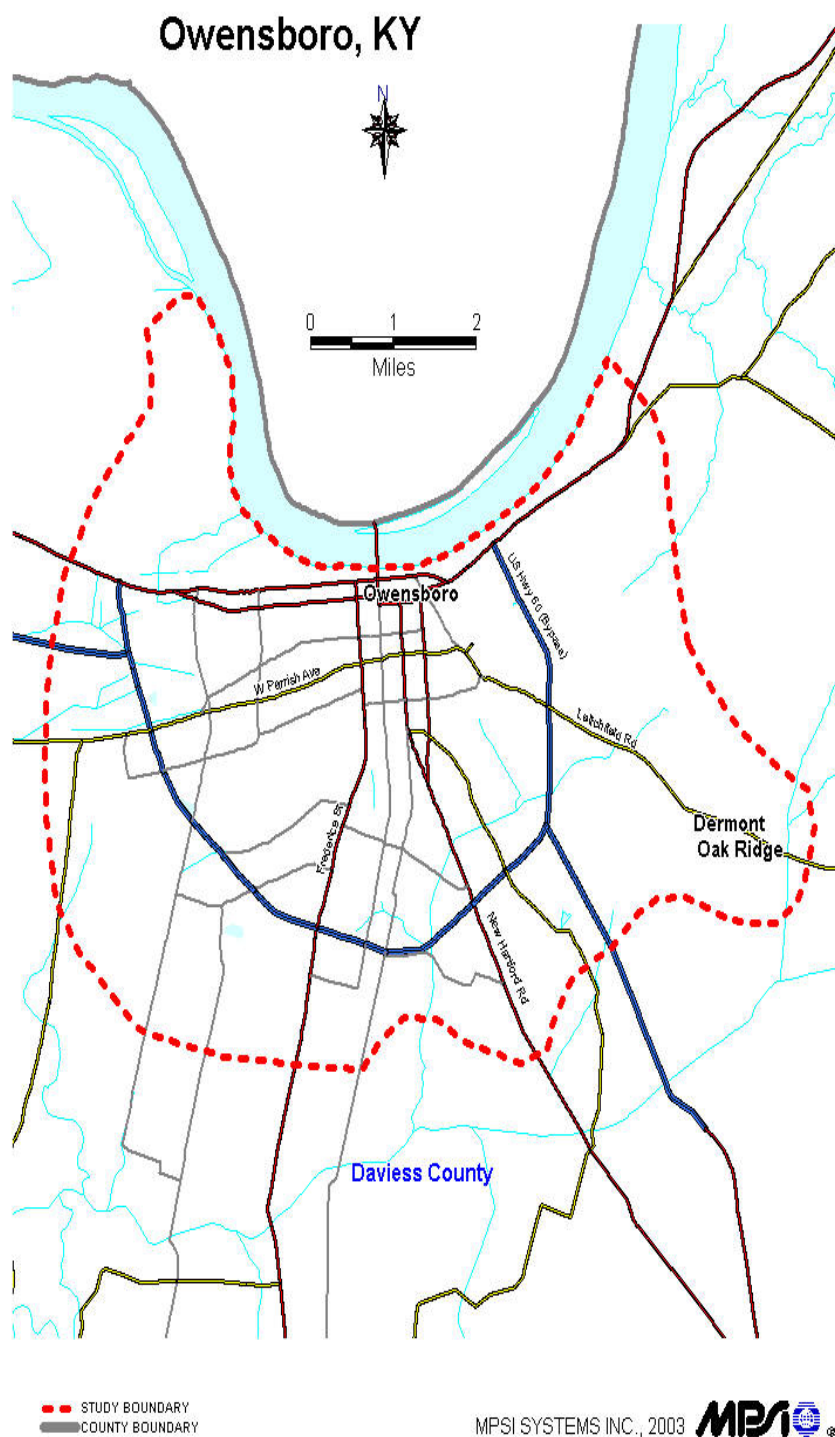 Owensboro, KY
N
0 1 2
Miles
US Hwy 60 (Bypass)
Owensboro
W Parrish Ave
Leitchfield Rd
Frederica St
Dermont
Oak Ridge
New Hartford Rd
Daviess County
STUDY BOUNDARY
COUNTY BOUNDARY
MPSI SYSTEMS INC., 2003 MPSI ®